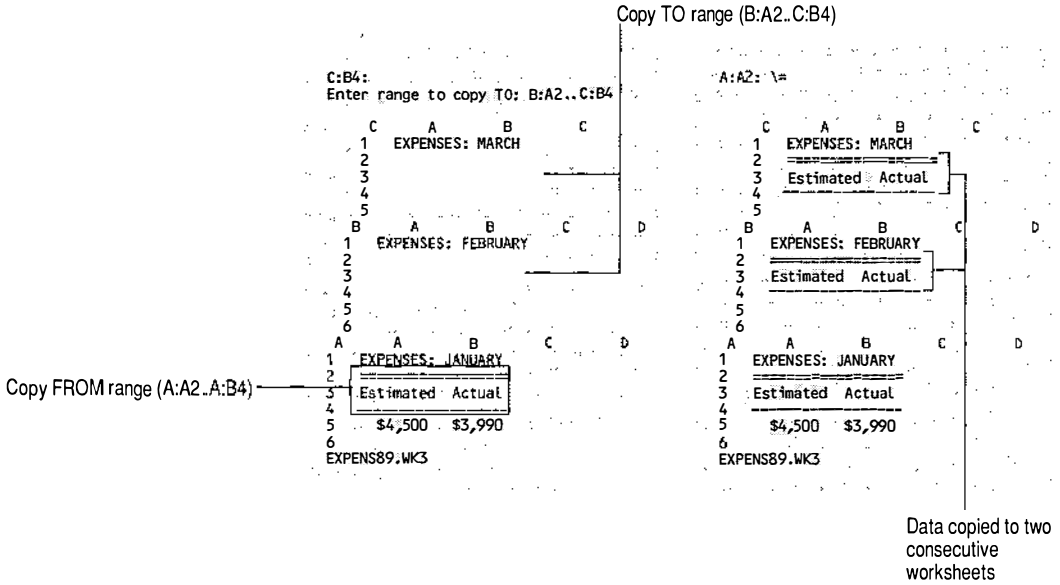 Copy TO range (B:A2..C:B4)
C:B4:
Enter range to copy TO: B:A2..C:B4
C A B C
1 EXPENSES: MARCH
2
3
4
5
B A B C D
1 EXPENSES: FEBRUARY
2
3
4
5
6
A A B C D
1 EXPENSES: JANUARY
2 ==================
3 Estimated Actual
4 ------------------
5 $4,500 $3,990
6
EXPENS89.WK3
Copy FROM range (A:A2..A:B4)
A:A2: \=
C A B C
1 EXPENSES: MARCH
2 ==================
3 Estimated Actual
4 ------------------
5
B A B C D
1 EXPENSES: FEBRUARY
2 ==================
3 Estimated Actual
4 ------------------
5
6
A A B C D
1 EXPENSES: JANUARY
2 ==================
3 Estimated Actual
4 ------------------
5 $4,500 $3,990
6
EXPENS89.WK3
Data copied to two
consecutive
worksheets